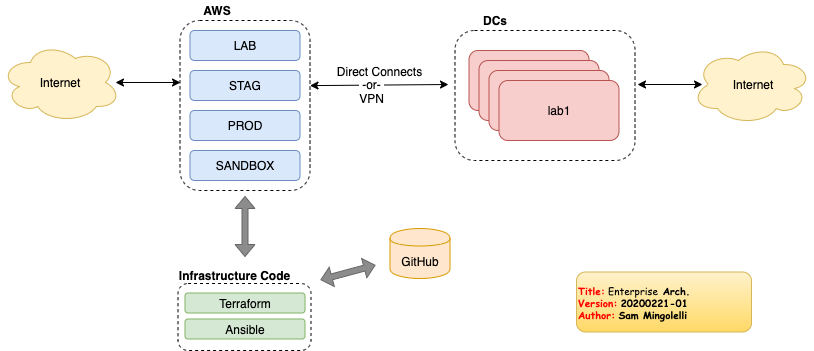 AWS
DCs
LAB
Internet
STAG
Direct Connects
-or-
VPN
Internet
PROD
lab1
SANDBOX
GitHub
Infrastructure Code
Terraform
Ansible
Title: Enterprise Arch.
Version: 20200221-01
Author: Sam Mingolelli